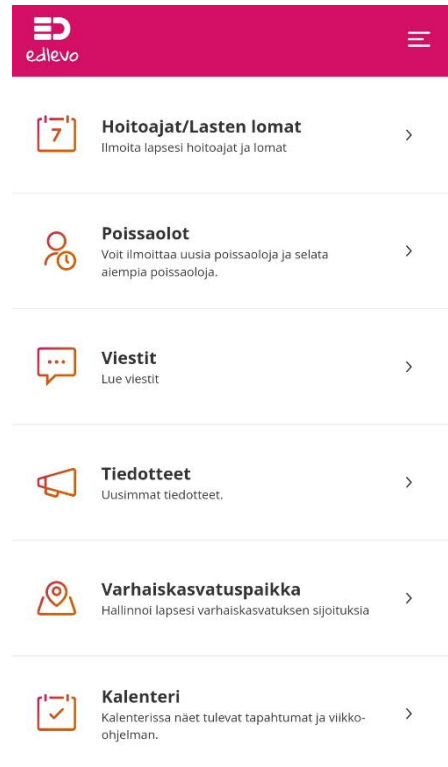 edlevo
7
Hoitoajat/Lasten lomat
Ilmoita lapsesi hoitoajat ja lomat
Poissaolot
Voit ilmoittaa uusia poissaoloja ja selata
aiempia poissaoloja.
Viestit
Lue viestit
Tiedotteet
Uusimmat tiedotteet.
Varhaiskasvatuspaikka
Hallinnoi lapsesi varhaiskasvatuksen sijoituksia
Kalenteri
Kalenterissa näet tulevat tapahtumat ja viikko-
ohjelman.